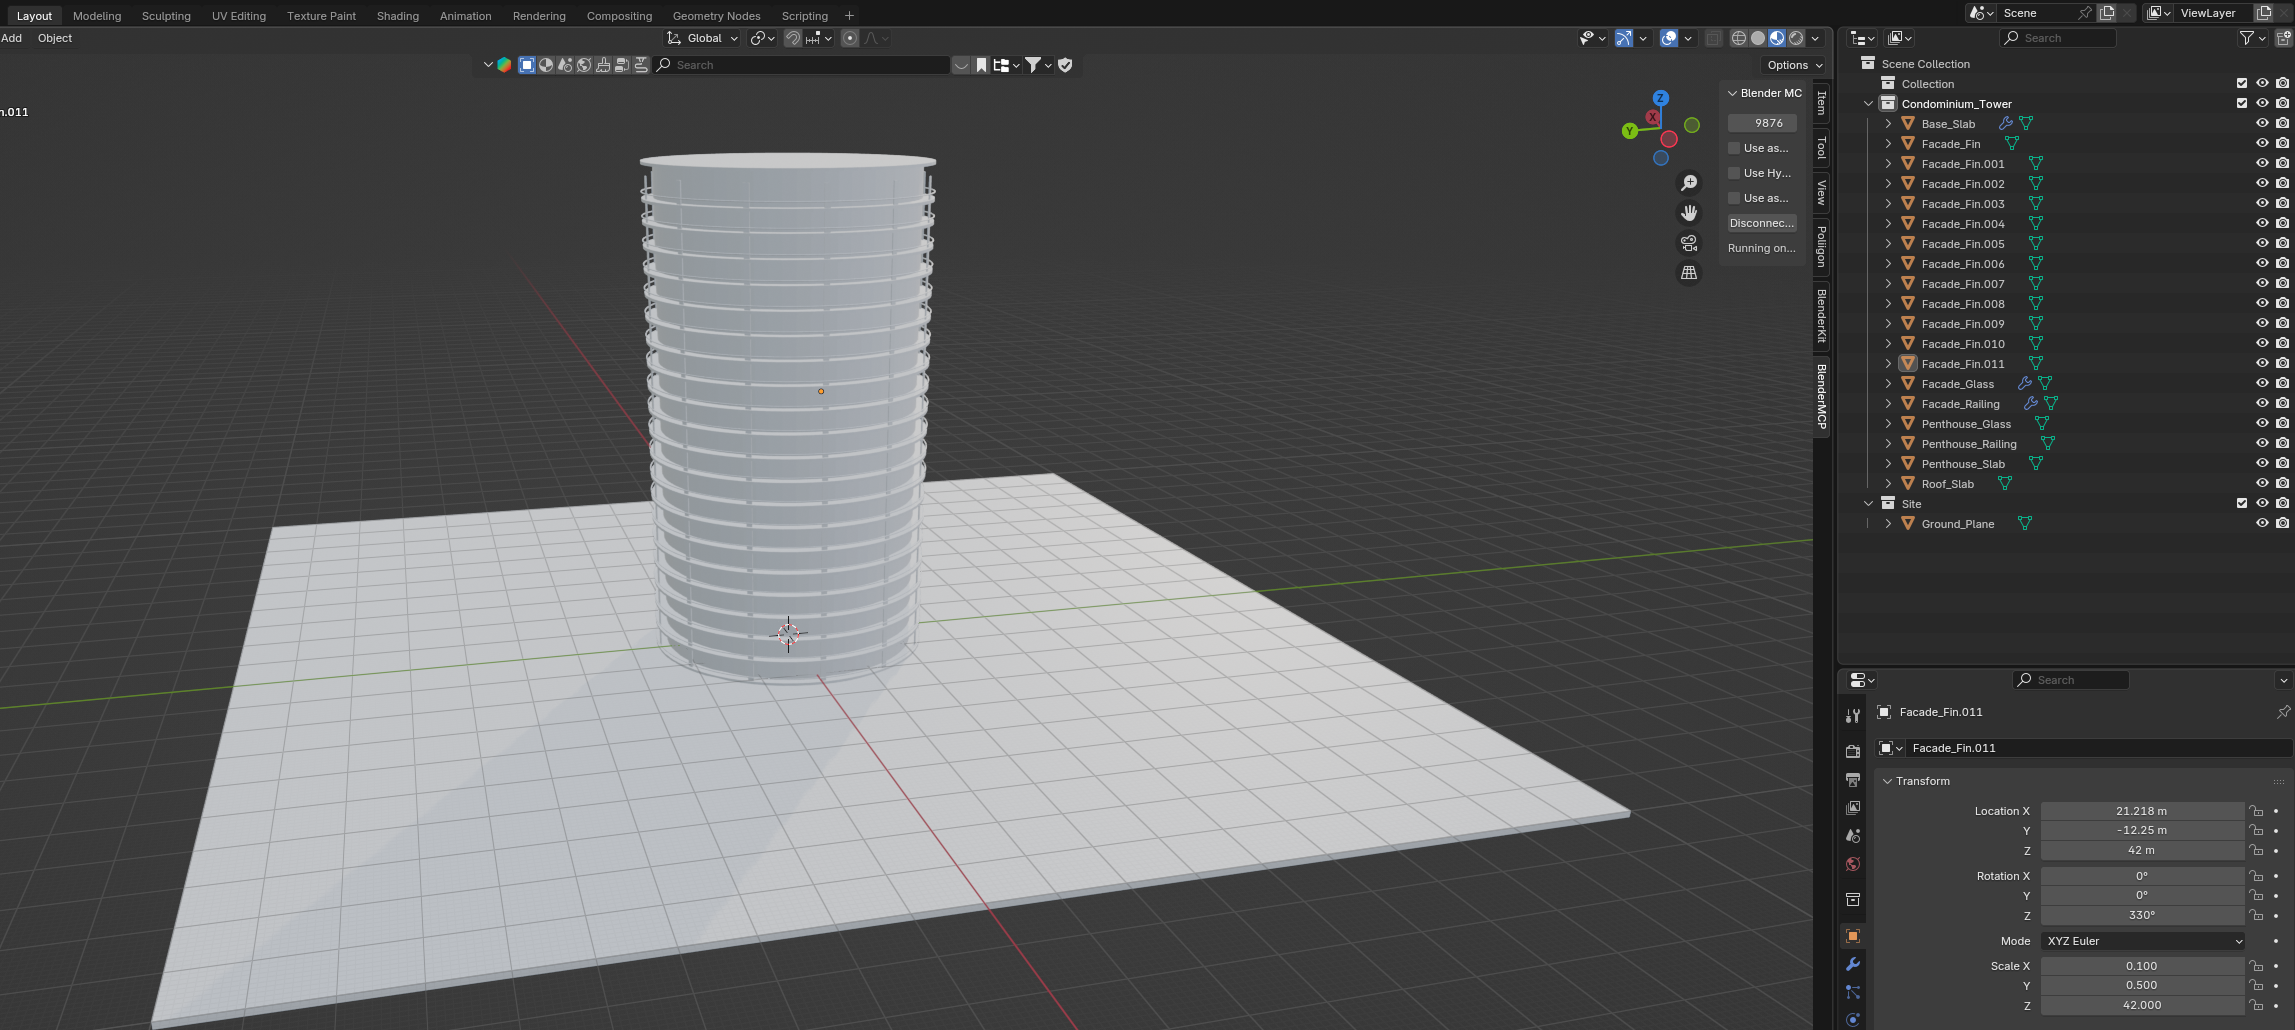 Layout Modeling Sculpting UV Editing Texture Paint Shading Animation Rendering Compositing Geometry Nodes Scripting + Scene ViewLayer
Add Object Global Search
Search Options
Scene Collection
Collection
n.011
Condominium_Tower
Base_Slab
Facade_Fin
Facade_Fin.001
Facade_Fin.002
Facade_Fin.003
Facade_Fin.004
Facade_Fin.005
Facade_Fin.006
Facade_Fin.007
Facade_Fin.008
Facade_Fin.009
Facade_Fin.010
Facade_Fin.011
Facade_Glass
Facade_Railing
Penthouse_Glass
Penthouse_Railing
Penthouse_Slab
Roof_Slab
Site
Ground_Plane
Z
X
Y
Blender MC
9876
Use as...
Use Hy...
Use as...
Disconnec...
Running on...
Item
Tool
View
Poliigon
BlenderKit
BlenderMCP
Search
Facade_Fin.011
Facade_Fin.011
Transform
Location X 21.218 m
Y -12.25 m
Z 42 m
Rotation X 0°
Y 0°
Z 330°
Mode XYZ Euler
Scale X 0.100
Y 0.500
Z 42.000